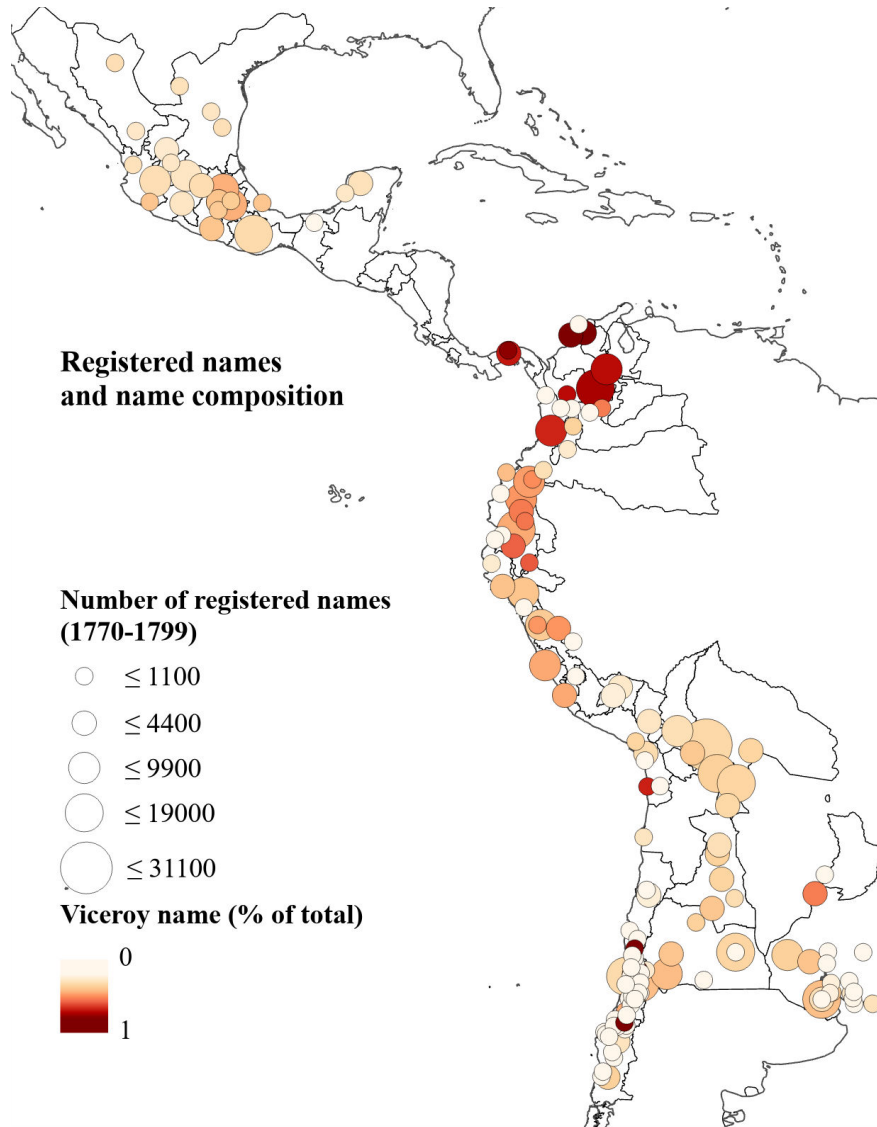 Registered names
and name composition
Number of registered names
(1770-1799)
≤ 1100
≤ 4400
≤ 9900
≤ 19000
≤ 31100
Viceroy name (% of total)
0
1